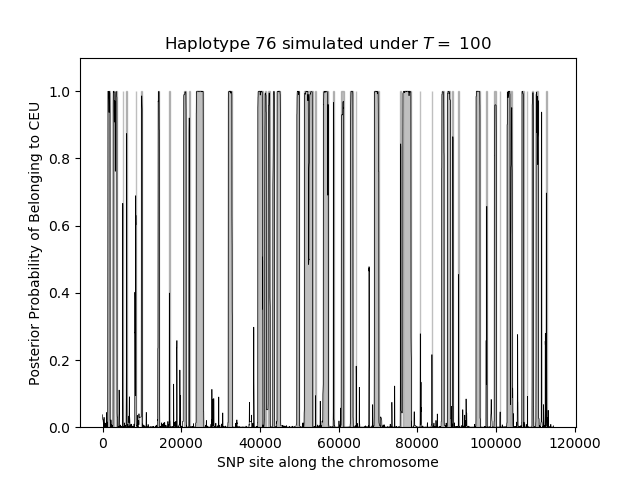 Haplotype 76 simulated under T = 100
Posterior Probability of Belonging to CEU
1.0
0.8
0.6
0.4
0.2
0.0
0 20000 40000 60000 80000 100000 120000
SNP site along the chromosome